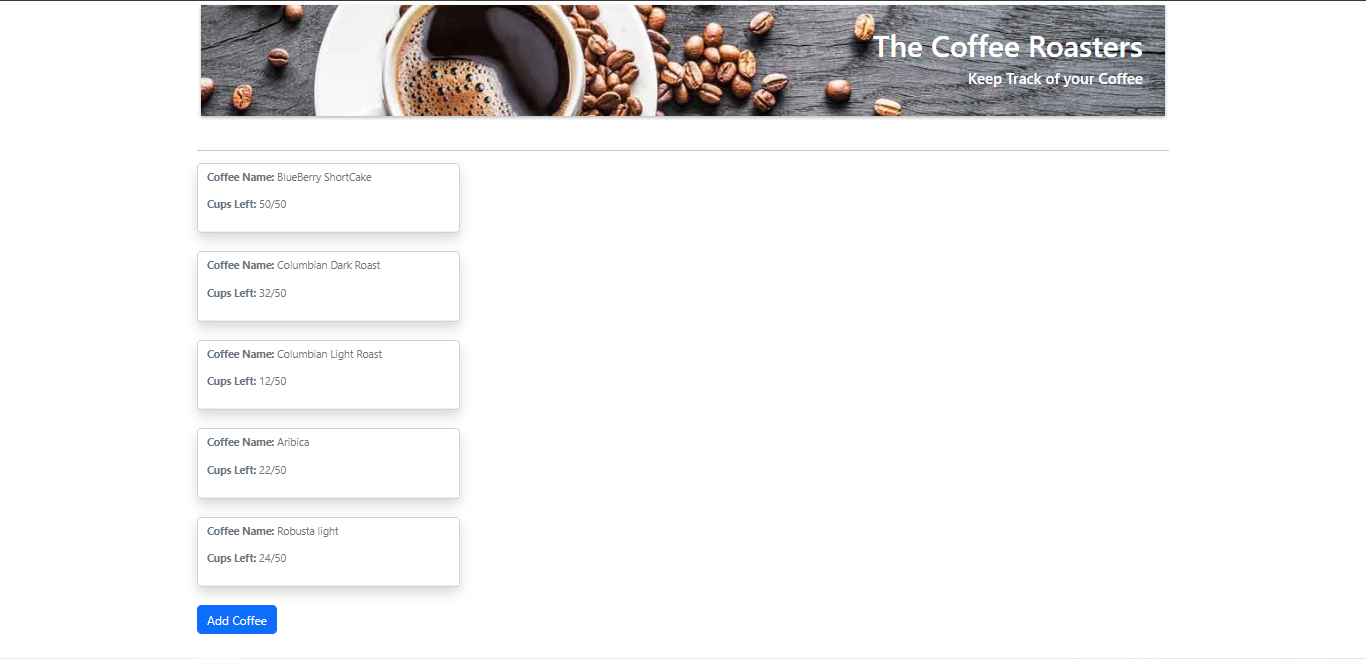 The Coffee Roasters
Keep Track of your Coffee
Coffee Name: BlueBerry ShortCake
Cups Left: 50/50
Coffee Name: Columbian Dark Roast
Cups Left: 32/50
Coffee Name: Columbian Light Roast
Cups Left: 12/50
Coffee Name: Aribica
Cups Left: 22/50
Coffee Name: Robusta light
Cups Left: 24/50
Add Coffee